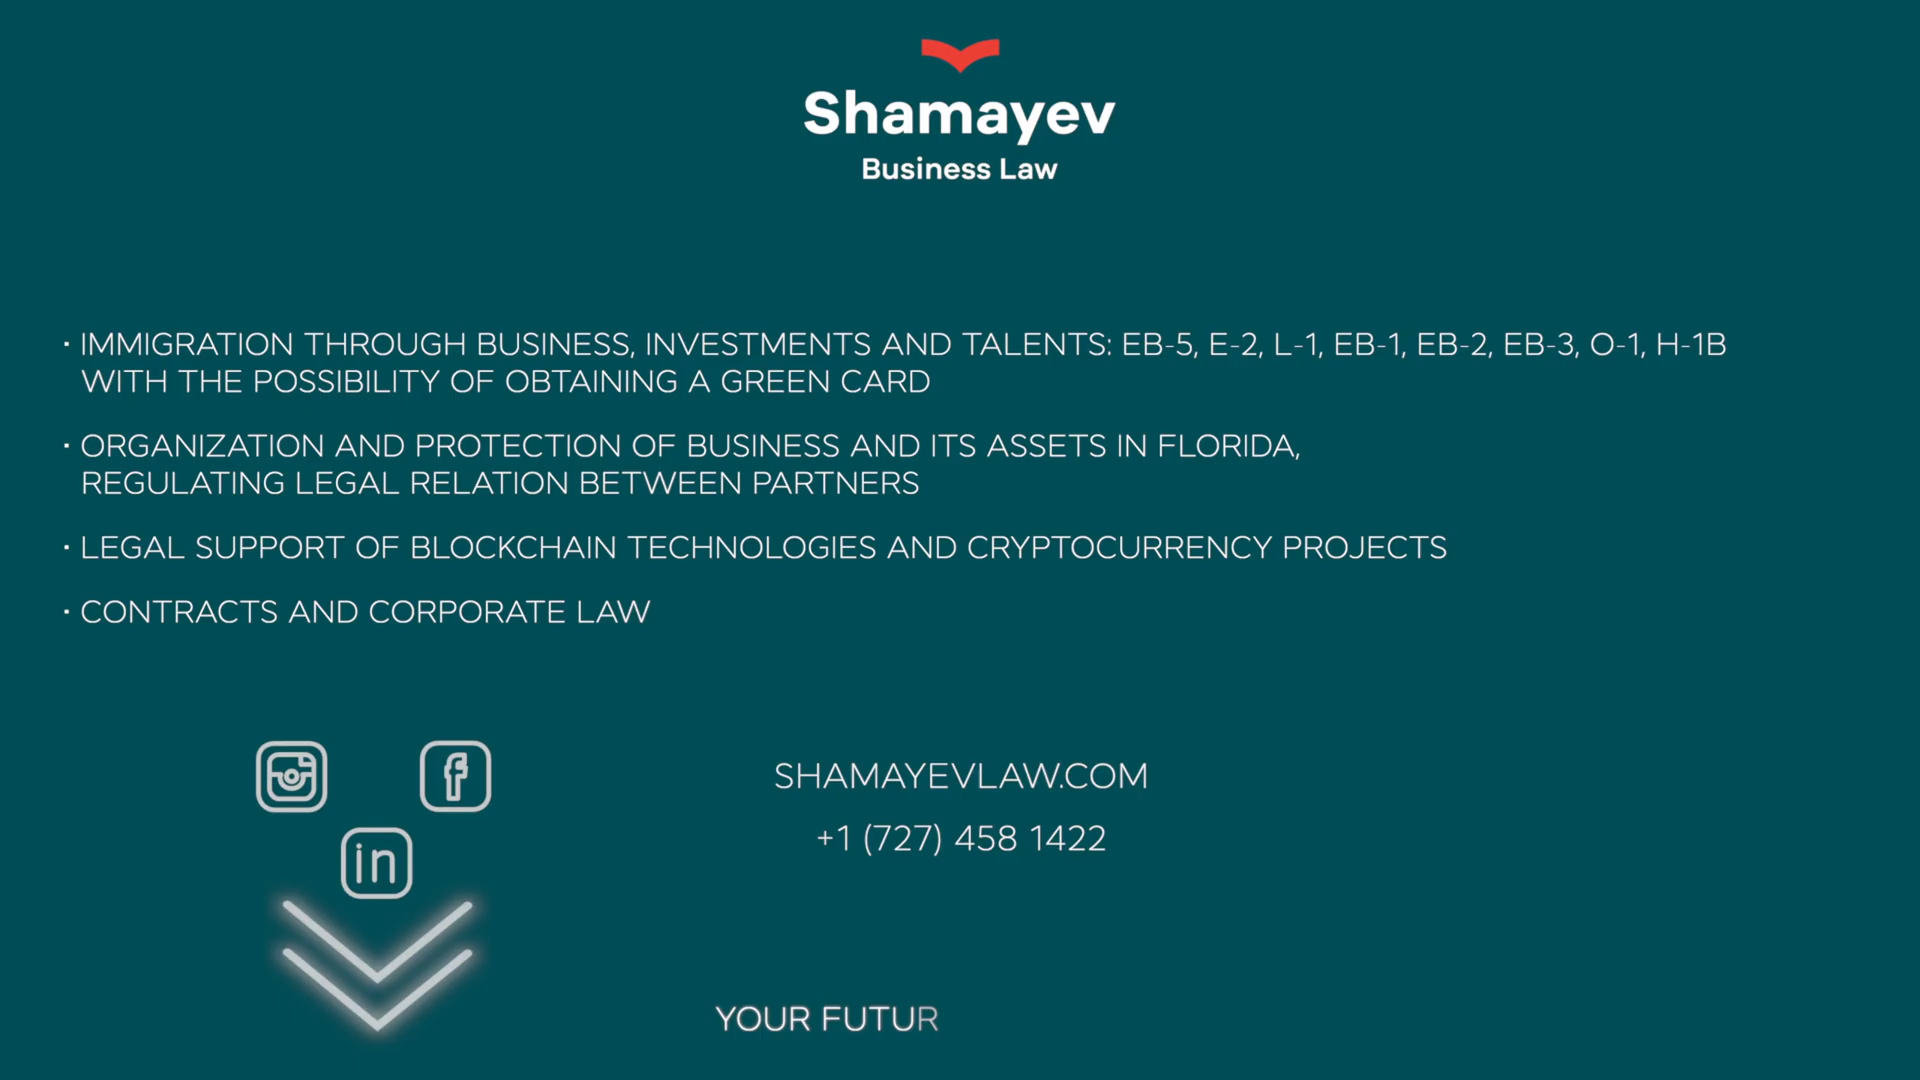 Shamayev
Business Law
· IMMIGRATION THROUGH BUSINESS, INVESTMENTS AND TALENTS: EB-5, E-2, L-1, EB-1, EB-2, EB-3, O-1, H-1B
WITH THE POSSIBILITY OF OBTAINING A GREEN CARD
· ORGANIZATION AND PROTECTION OF BUSINESS AND ITS ASSETS IN FLORIDA,
REGULATING LEGAL RELATION BETWEEN PARTNERS
· LEGAL SUPPORT OF BLOCKCHAIN TECHNOLOGIES AND CRYPTOCURRENCY PROJECTS
· CONTRACTS AND CORPORATE LAW
f
in
SHAMAYEVLAW.COM
+1 (727) 458 1422
YOUR FUTUR